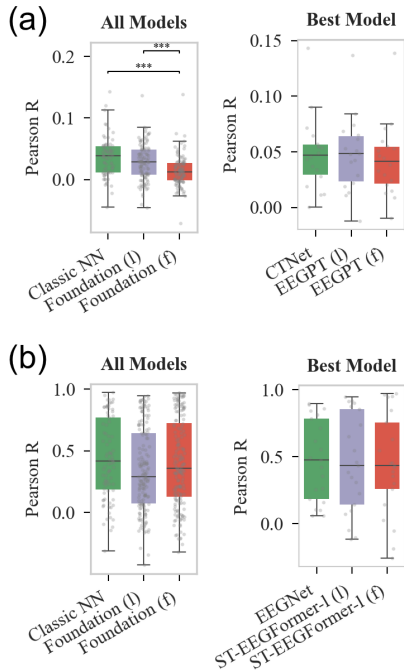 (a)
All Models
Best Model
Pearson R
0.2
0.1
0.0
***
***
Classic NN
Foundation (l)
Foundation (f)
Pearson R
0.15
0.10
0.05
0.00
CTNet
EEGPT (l)
EEGPT (f)
(b)
All Models
Best Model
Pearson R
1.0
0.5
0.0
Classic NN
Foundation (l)
Foundation (f)
Pearson R
1.0
0.5
0.0
EEGNet
ST-EEGFormer-l (l)
ST-EEGFormer-l (f)